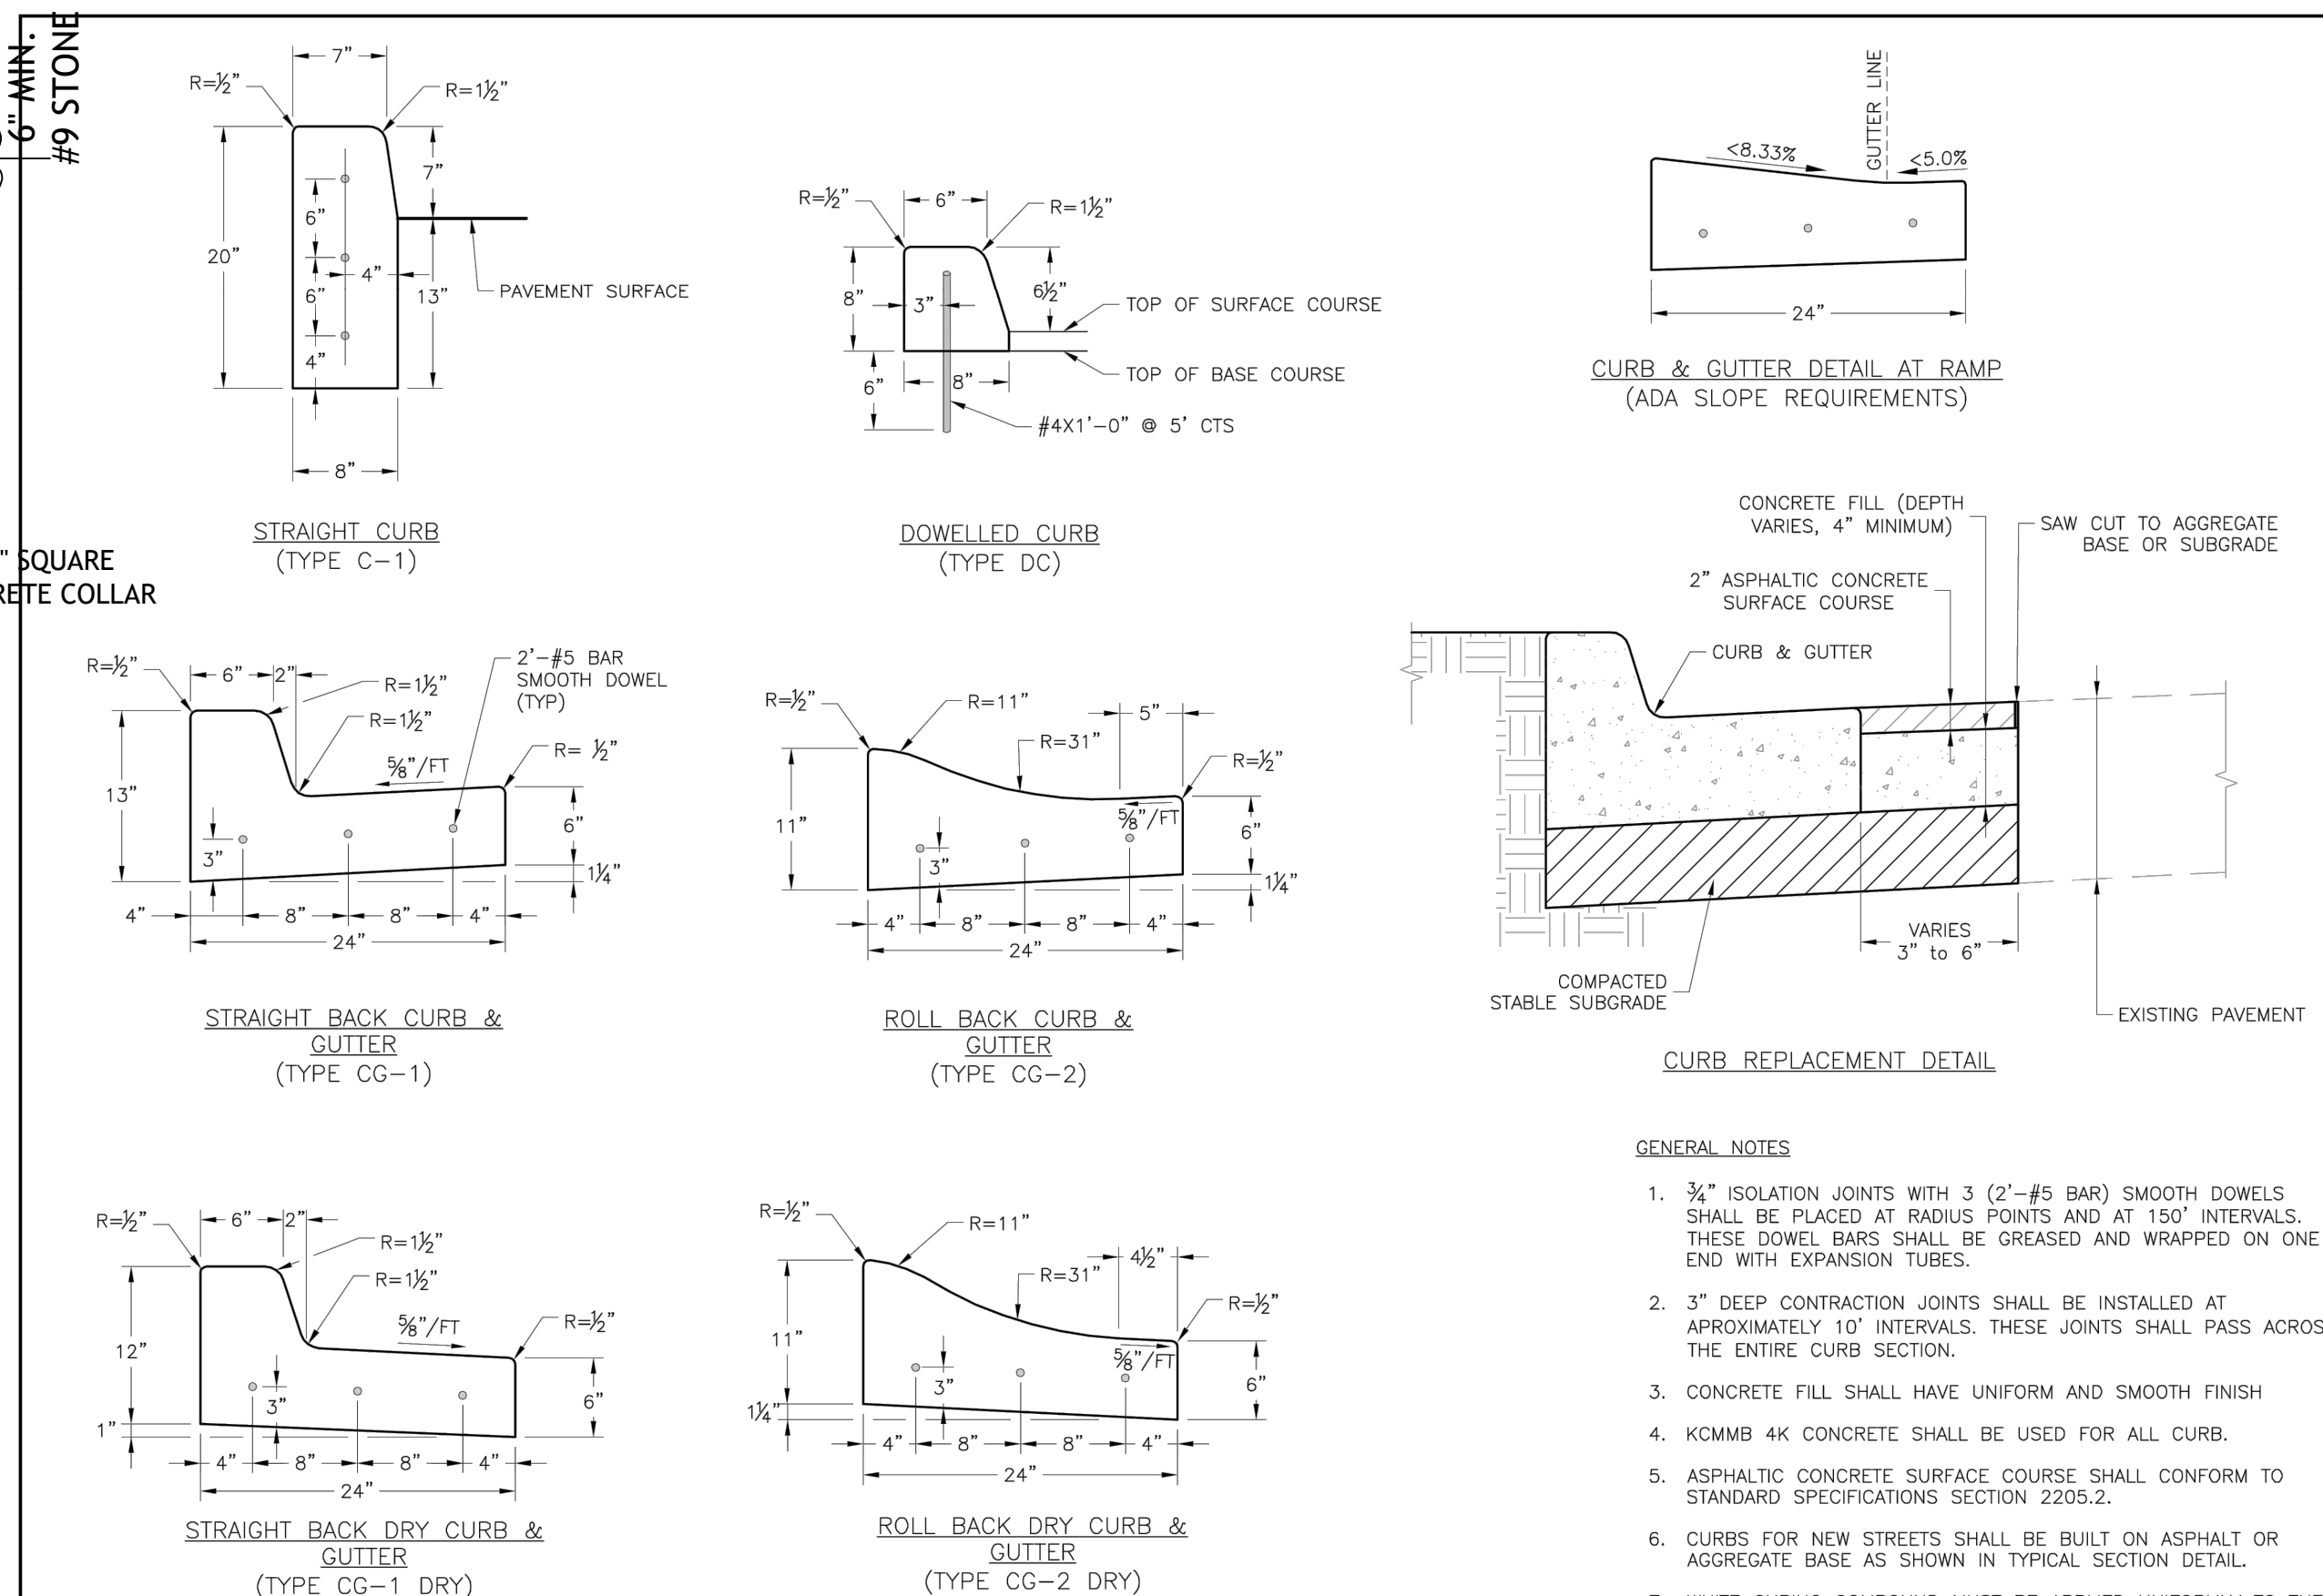 6" MIN.
#9 STONE
" SQUARE
RETE COLLAR
7"
R=½"
R=1½"
20"
6"
6"
4"
4"
7"
13"
PAVEMENT SURFACE
8"
STRAIGHT CURB
(TYPE C-1)
R=½"
6"
R=1½"
8"
3"
6½"
TOP OF SURFACE COURSE
TOP OF BASE COURSE
6"
8"
#4X1'-0" @ 5' CTS
DOWELLED CURB
(TYPE DC)
GUTTER LINE
<8.33%
<5.0%
24"
CURB & GUTTER DETAIL AT RAMP
(ADA SLOPE REQUIREMENTS)
R=½"
6"
2"
R=1½"
R=1½"
2'-#5 BAR
SMOOTH DOWEL
(TYP)
R= ½"
⅝"/FT
13"
3"
6"
1¼"
4"
8"
8"
4"
24"
STRAIGHT BACK CURB &
GUTTER
(TYPE CG-1)
R=½"
R=11"
5"
R=31"
R=½"
11"
⅝"/FT
3"
6"
1¼"
4"
8"
8"
4"
24"
ROLL BACK CURB &
GUTTER
(TYPE CG-2)
CONCRETE FILL (DEPTH
VARIES, 4" MINIMUM)
SAW CUT TO AGGREGATE
BASE OR SUBGRADE
2" ASPHALTIC CONCRETE
SURFACE COURSE
CURB & GUTTER
VARIES
3" to 6"
COMPACTED
STABLE SUBGRADE
EXISTING PAVEMENT
CURB REPLACEMENT DETAIL
R=½"
6"
2"
R=1½"
R=1½"
⅝"/FT
R=½"
12"
3"
6"
1"
4"
8"
8"
4"
24"
STRAIGHT BACK DRY CURB &
GUTTER
(TYPE CG-1 DRY)
R=½"
R=11"
4½"
R=31"
R=½"
11"
⅝"/FT
3"
6"
1¼"
4"
8"
8"
4"
24"
ROLL BACK DRY CURB &
GUTTER
(TYPE CG-2 DRY)
GENERAL NOTES
1. ¾" ISOLATION JOINTS WITH 3 (2'-#5 BAR) SMOOTH DOWELS
SHALL BE PLACED AT RADIUS POINTS AND AT 150' INTERVALS.
THESE DOWEL BARS SHALL BE GREASED AND WRAPPED ON ONE
END WITH EXPANSION TUBES.
2. 3" DEEP CONTRACTION JOINTS SHALL BE INSTALLED AT
APROXIMATELY 10' INTERVALS. THESE JOINTS SHALL PASS ACROS
THE ENTIRE CURB SECTION.
3. CONCRETE FILL SHALL HAVE UNIFORM AND SMOOTH FINISH
4. KCMMB 4K CONCRETE SHALL BE USED FOR ALL CURB.
5. ASPHALTIC CONCRETE SURFACE COURSE SHALL CONFORM TO
STANDARD SPECIFICATIONS SECTION 2205.2.
6. CURBS FOR NEW STREETS SHALL BE BUILT ON ASPHALT OR
AGGREGATE BASE AS SHOWN IN TYPICAL SECTION DETAIL.